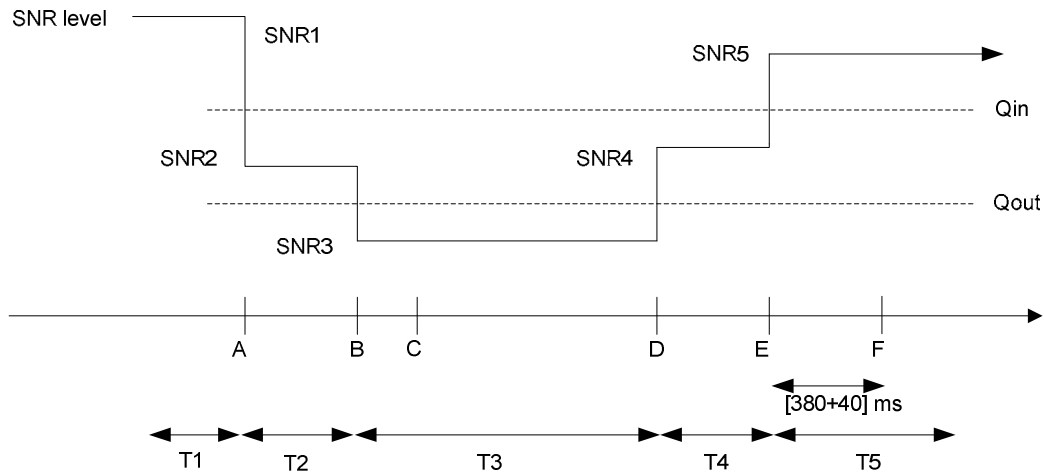 SNR level
SNR1
SNR5
Qin
SNR2
SNR4
Qout
SNR3
A
B
C
D
E
F
[380+40] ms
T1
T2
T3
T4
T5